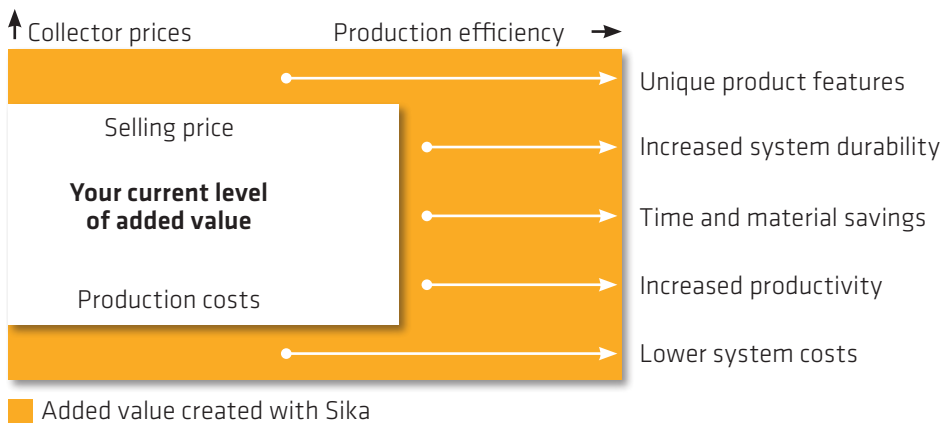 Collector prices
Production efficiency
Unique product features
Selling price
Increased system durability
Your current level
of added value
Time and material savings
Increased productivity
Production costs
Lower system costs
Added value created with Sika